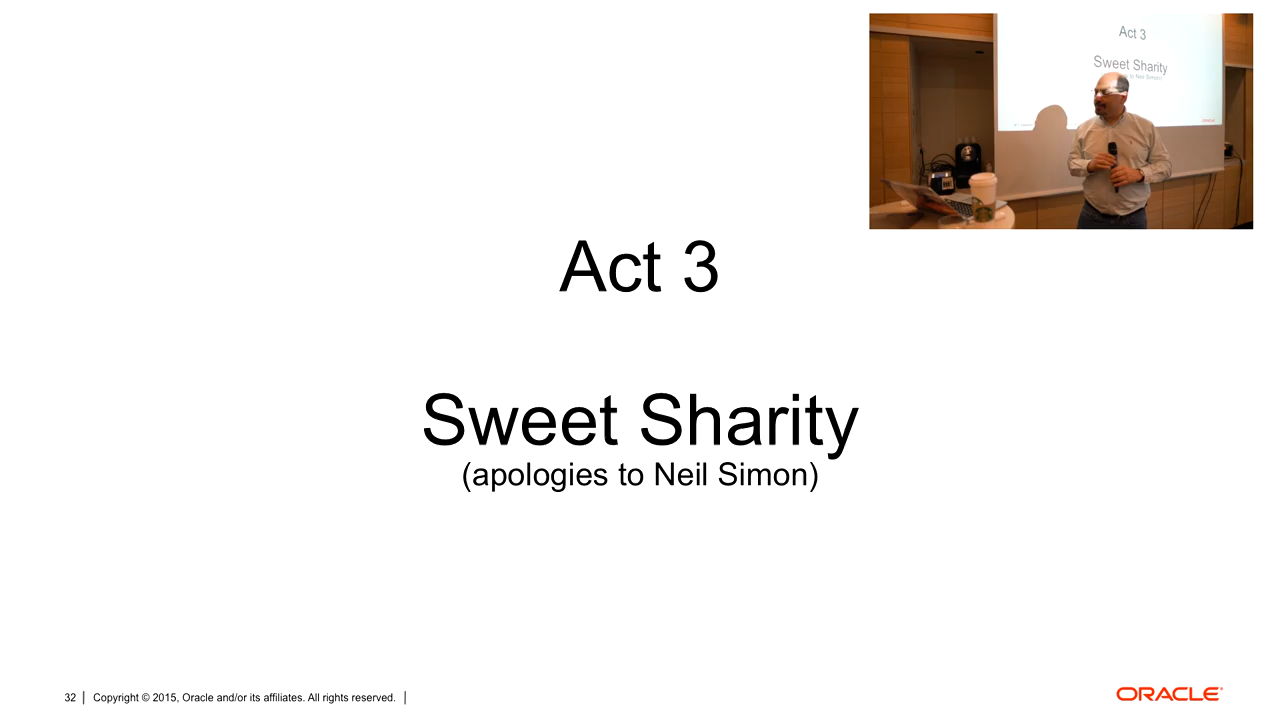 Act 3
Sweet Sharity
Act 3
Sweet Sharity
(apologies to Neil Simon)
32 Copyright © 2015, Oracle and/or its affiliates. All rights reserved.
ORACLE